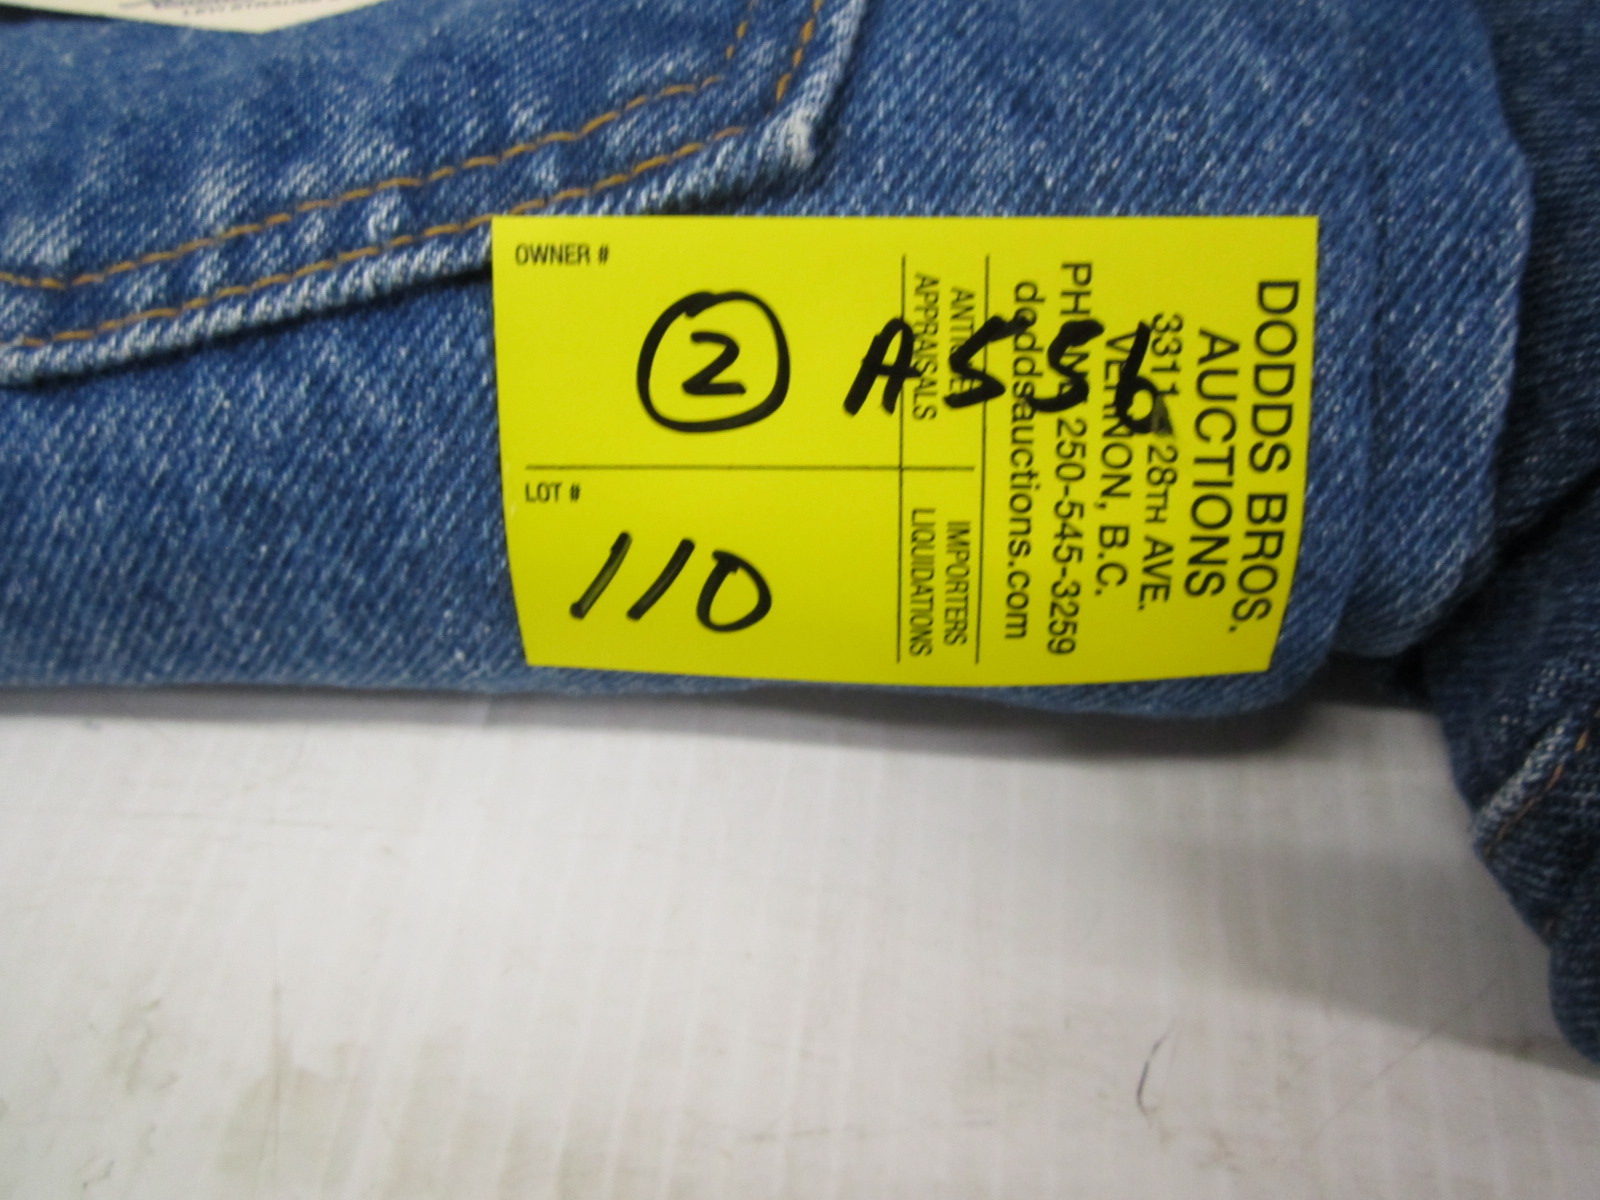 OWNER #
2 A556
LOT #
110
DODDS BROS.
AUCTIONS
3311 28TH AVE.
VERNON, B.C.
250-545-3259
doddsauctions.com
IMPORTERS
APPRAISALS LIQUIDATIONS